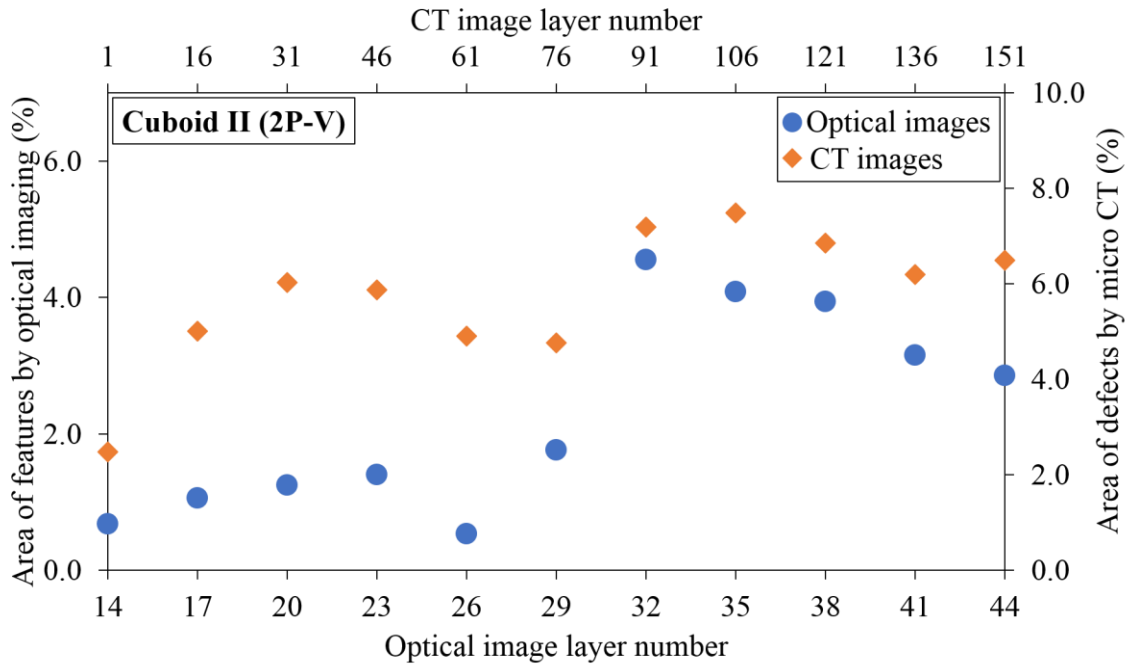 CT image layer number
1 16 31 46 61 76 91 106 121 136 151
Cuboid II (2P-V)
Optical images
CT images
Area of features by optical imaging (%)
6.0
4.0
2.0
0.0
10.0
8.0
6.0
4.0
2.0
0.0
Area of defects by micro CT (%)
14 17 20 23 26 29 32 35 38 41 44
Optical image layer number